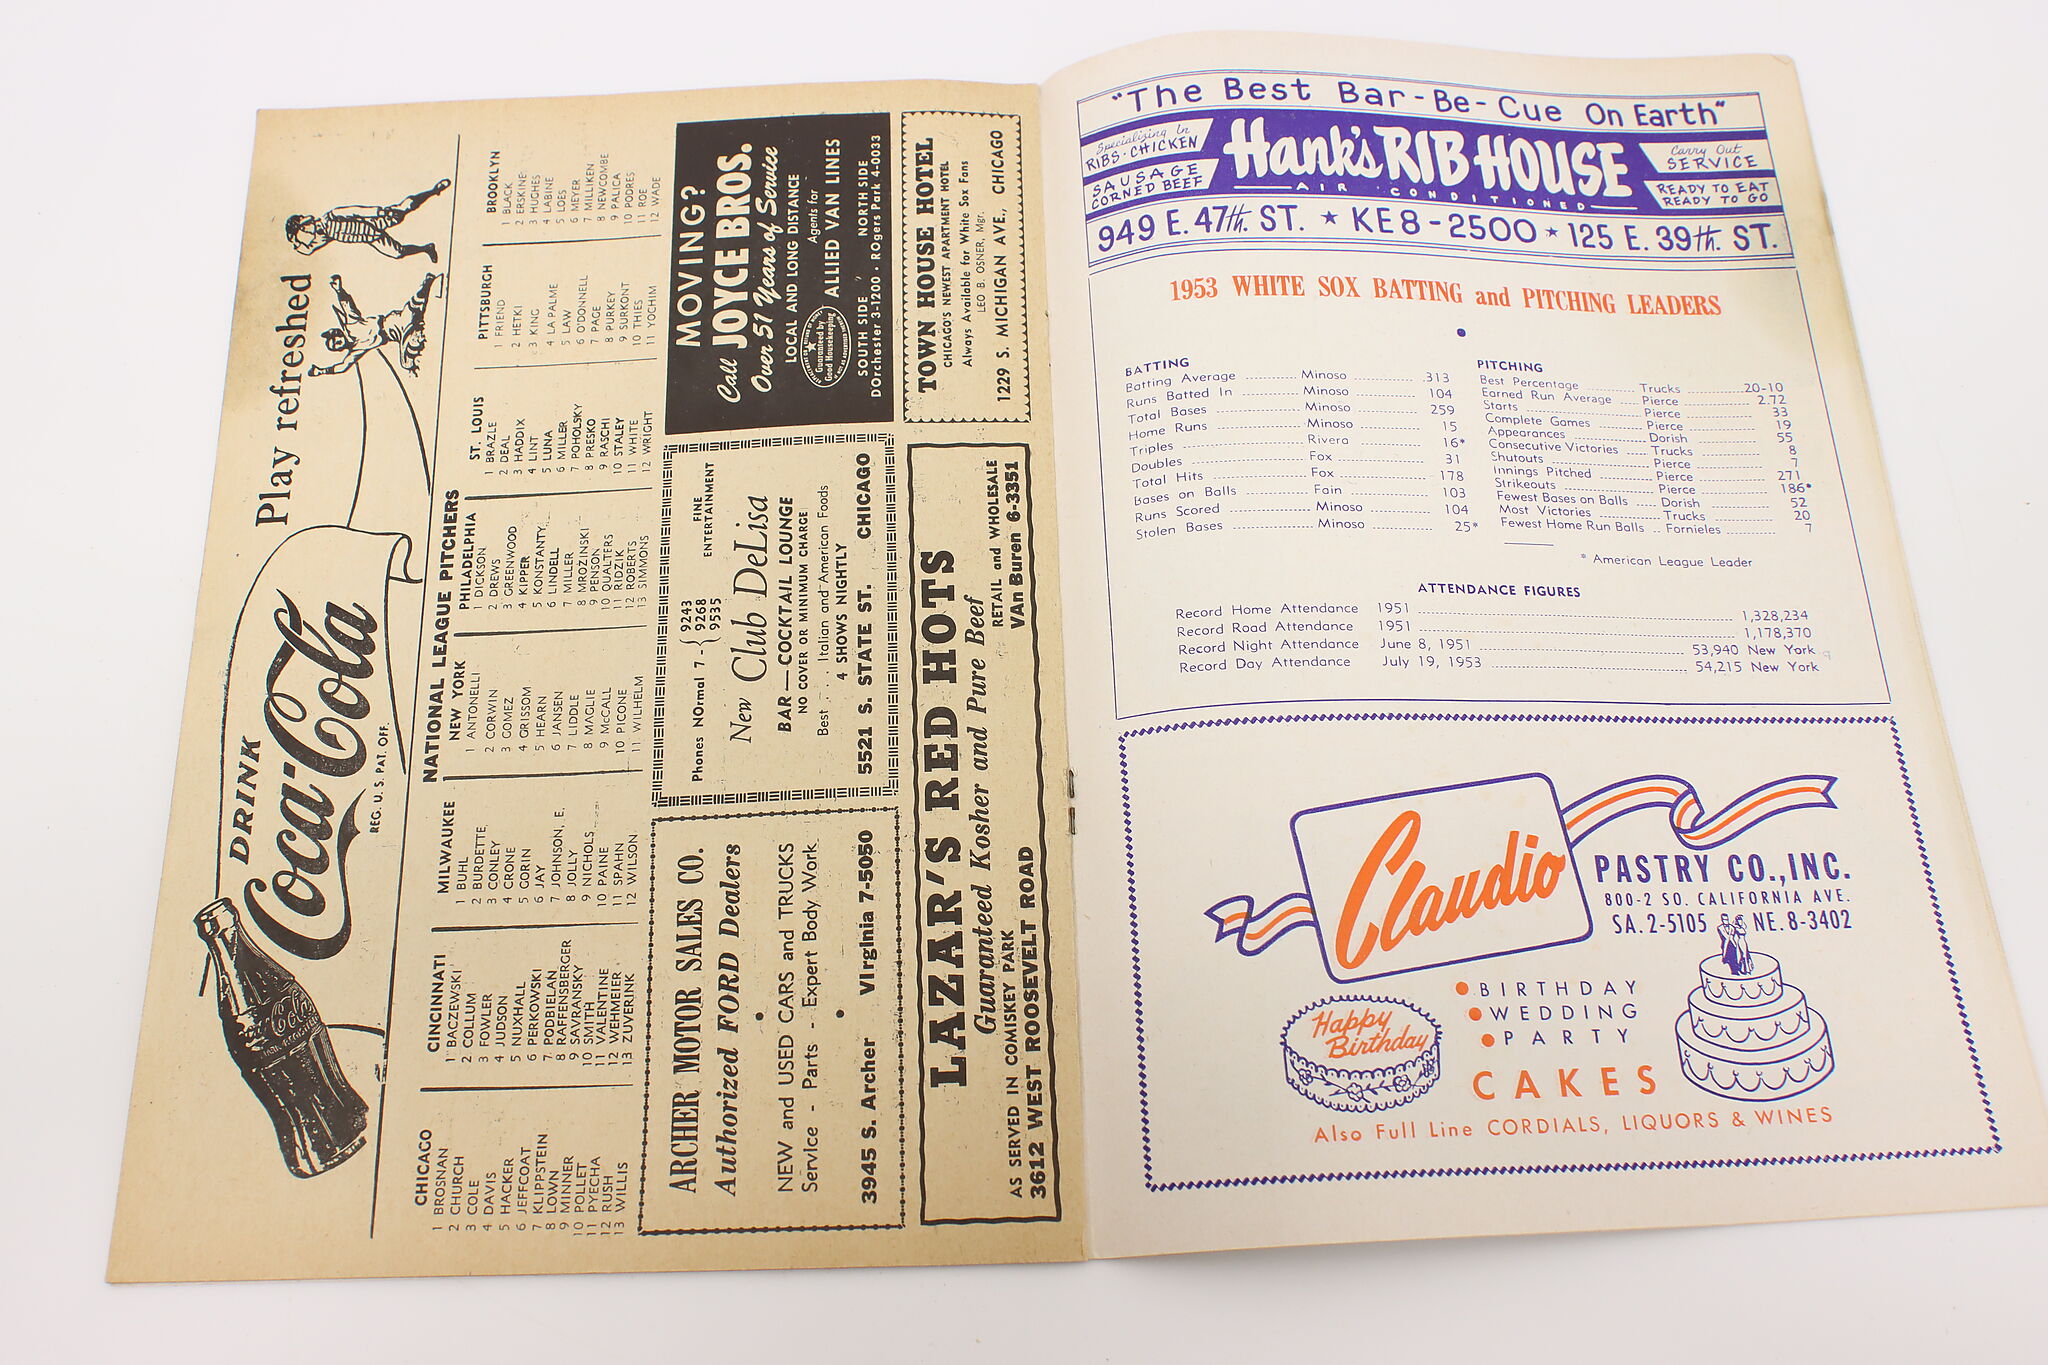 DRINK
Coca-Cola
REG. U. S. PAT. OFF.
Play refreshed
NATIONAL LEAGUE PITCHERS
CHICAGO
1 BROSNAN
2 CHURCH
3 COLE
4 DAVIS
5 HACKER
6 JEFFCOAT
7 KLIPPSTEIN
8 LOWN
9 MINNER
10 POLLET
11 PYECHA
12 RUSH
13 WILLIS
CINCINNATI
1 BACZEWSKI
2 COLLUM
3 FOWLER
4 JUDSON
5 NUXHALL
6 PERKOWSKI
7 PODBIELAN
8 RAFFENSBERGER
9 SAVRANSKY
10 SMITH
11 VALENTINE
12 WEHMEIER
13 ZUVERINK
MILWAUKEE
1 BUHL
2 BURDETTE
3 CONLEY
4 CRONE
5 GORIN
6 JAY
7 JOHNSON, E.
8 JOLLY
9 NICHOLS
10 PAINE
11 SPAHN
12 WILSON
NEW YORK
1 ANTONELLI
2 CORWIN
3 GOMEZ
4 GRISSOM
5 HEARN
6 JANSEN
7 LIDDLE
8 MAGLIE
9 McCALL
10 PICONE
11 WILHELM
PHILADELPHIA
1 DICKSON
2 DREWS
3 GREENWOOD
4 KIPPER
5 KONSTANTY
6 LINDELL
7 MILLER
8 MROZINSKI
9 PENSON
10 QUALTERS
11 RIDZIK
12 ROBERTS
13 SIMMONS
ST. LOUIS
1 BRAZLE
2 DEAL
3 HADDIX
4 LINT
5 LUNA
6 MILLER
7 POHOLSKY
8 PRESKO
9 RASCHI
10 STALEY
11 WHITE
12 WRIGHT
PITTSBURGH
1 FRIEND
2 HETKI
3 KING
4 LA PALME
5 LAW
6 O'DONNELL
7 PAGE
8 PURKEY
9 SURKONT
10 THIES
11 YOCHIM
BROOKLYN
1 BLACK
2 ERSKINE
3 HUGHES
4 LABINE
5 LOES
6 MEYER
7 MILLIKEN
8 NEWCOMBE
9 PALICA
10 PODRES
11 ROE
12 WADE
ARCHER MOTOR SALES CO.
Authorized FORD Dealers
NEW and USED CARS and TRUCKS
Service - Parts - Expert Body Work
3945 S. Archer VIrginia 7-5050
Phones NOrmal 7 - { 9243
9268
9535
FINE
ENTERTAINMENT
New Club DeLisa
BAR — COCKTAIL LOUNGE
NO COVER OR MINIMUM CHARGE
Best . . . Italian and American Foods
4 SHOWS NIGHTLY
5521 S. STATE ST. CHICAGO
MOVING?
Call JOYCE BROS.
Over 51 Years of Service
LOCAL AND LONG DISTANCE
Agents for
ALLIED VAN LINES
Guaranteed by
Good Housekeeping
SOUTH SIDE NORTH SIDE
DOrchester 3-1200 • ROgers Park 4-0033
LAZAR'S RED HOTS
Guaranteed Kosher and Pure Beef
AS SERVED IN COMISKEY PARK RETAIL and WHOLESALE
3612 WEST ROOSEVELT ROAD VAn Buren 6-3351
TOWN HOUSE HOTEL
CHICAGO'S NEWEST APARTMENT HOTEL
Always Available for White Sox Fans
LEO B. OSNER, Mgr.
1229 S. MICHIGAN AVE., CHICAGO
"The Best Bar-Be-Cue On Earth"
Specializing In
RIBS • CHICKEN
SAUSAGE
CORNED BEEF
Hank's RIB HOUSE
AIR CONDITIONED
Carry Out
SERVICE
READY TO EAT
READY TO GO
949 E. 47th ST. ★ KE8-2500 ★ 125 E. 39th ST.
1953 WHITE SOX BATTING and PITCHING LEADERS
BATTING
Batting Average Minoso .313
Runs Batted In Minoso 104
Total Bases Minoso 259
Home Runs Minoso 15
Triples Rivera 16*
Doubles Fox 31
Total Hits Fox 178
Bases on Balls Fain 103
Runs Scored Minoso 104
Stolen Bases Minoso 25*
PITCHING
Best Percentage Trucks 20-10
Earned Run Average Pierce 2.72
Starts Pierce 33
Complete Games Pierce 19
Appearances Dorish 55
Consecutive Victories Trucks 8
Shutouts Pierce 7
Innings Pitched Pierce 271
Strikeouts Pierce 186*
Fewest Bases on Balls Dorish 52
Most Victories Trucks 20
Fewest Home Run Balls Fornieles 7
* American League Leader
ATTENDANCE FIGURES
Record Home Attendance 1951 1,328,234
Record Road Attendance 1951 1,178,370
Record Night Attendance June 8, 1951 53,940 New York
Record Day Attendance July 19, 1953 54,215 New York
Claudio
PASTRY CO., INC.
800-2 SO. CALIFORNIA AVE.
SA. 2-5105 NE. 8-3402
Happy
Birthday
• BIRTHDAY
• WEDDING
• PARTY
CAKES
Also Full Line CORDIALS, LIQUORS & WINES